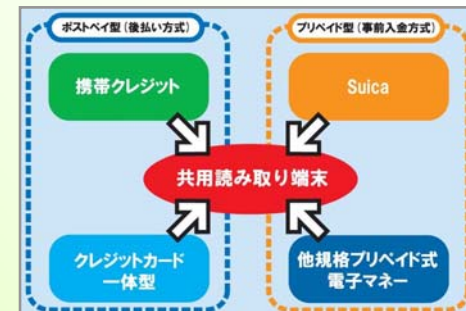 ポストペイ型(後払い方式)
プリペイド型(事前入金方式)
携帯クレジット
Suica
共用読み取り端末
クレジットカード
一体型
他規格プリペイド式
電子マネー